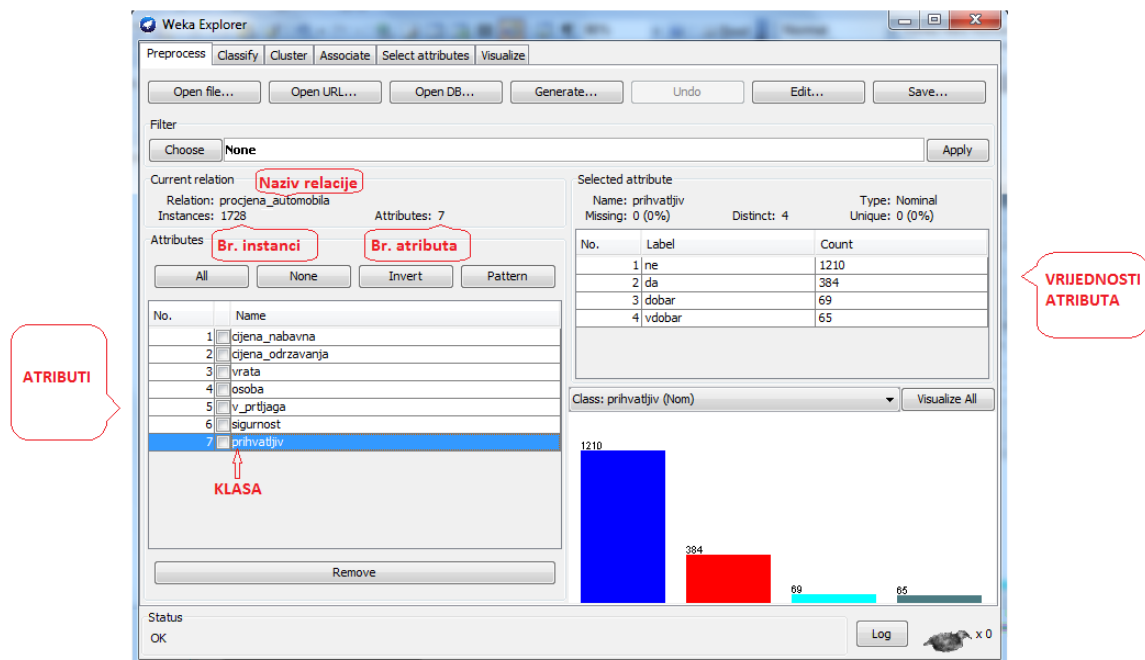 Weka Explorer
Preprocess Classify Cluster Associate Select attributes Visualize
Open file... Open URL... Open DB... Generate... Undo Edit... Save...
Filter
Choose None Apply
Current relation
Naziv relacije
Relation: procjena_automobila
Instances: 1728 Attributes: 7
Br. instanci Br. atributa
Attributes
All None Invert Pattern
No. Name
1 cijena_nabavna
2 cijena_odrzavanja
3 vrata
4 osoba
5 v_prtljaga
6 sigurnost
7 prihvatljiv
KLASA
ATRIBUTI
Remove
Selected attribute
Name: prihvatljiv Type: Nominal
Missing: 0 (0%) Distinct: 4 Unique: 0 (0%)
No. Label Count
1 ne 1210
2 da 384
3 dobar 69
4 vdobar 65
VRIJEDNOSTI
ATRIBUTA
Class: prihvatljiv (Nom) Visualize All
1210
384
69
65
Status
OK
Log x 0